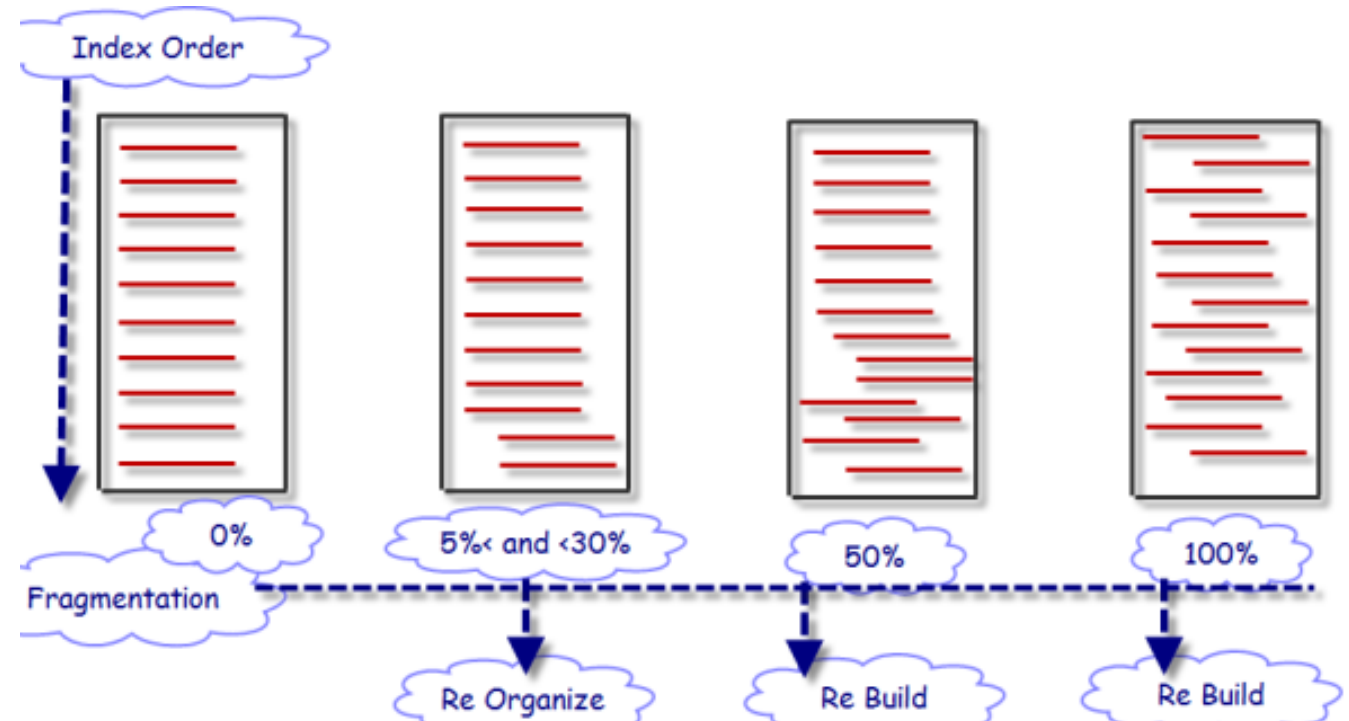 Index Order
0%
5%< and <30%
50%
100%
Fragmentation
Re Organize
Re Build
Re Build